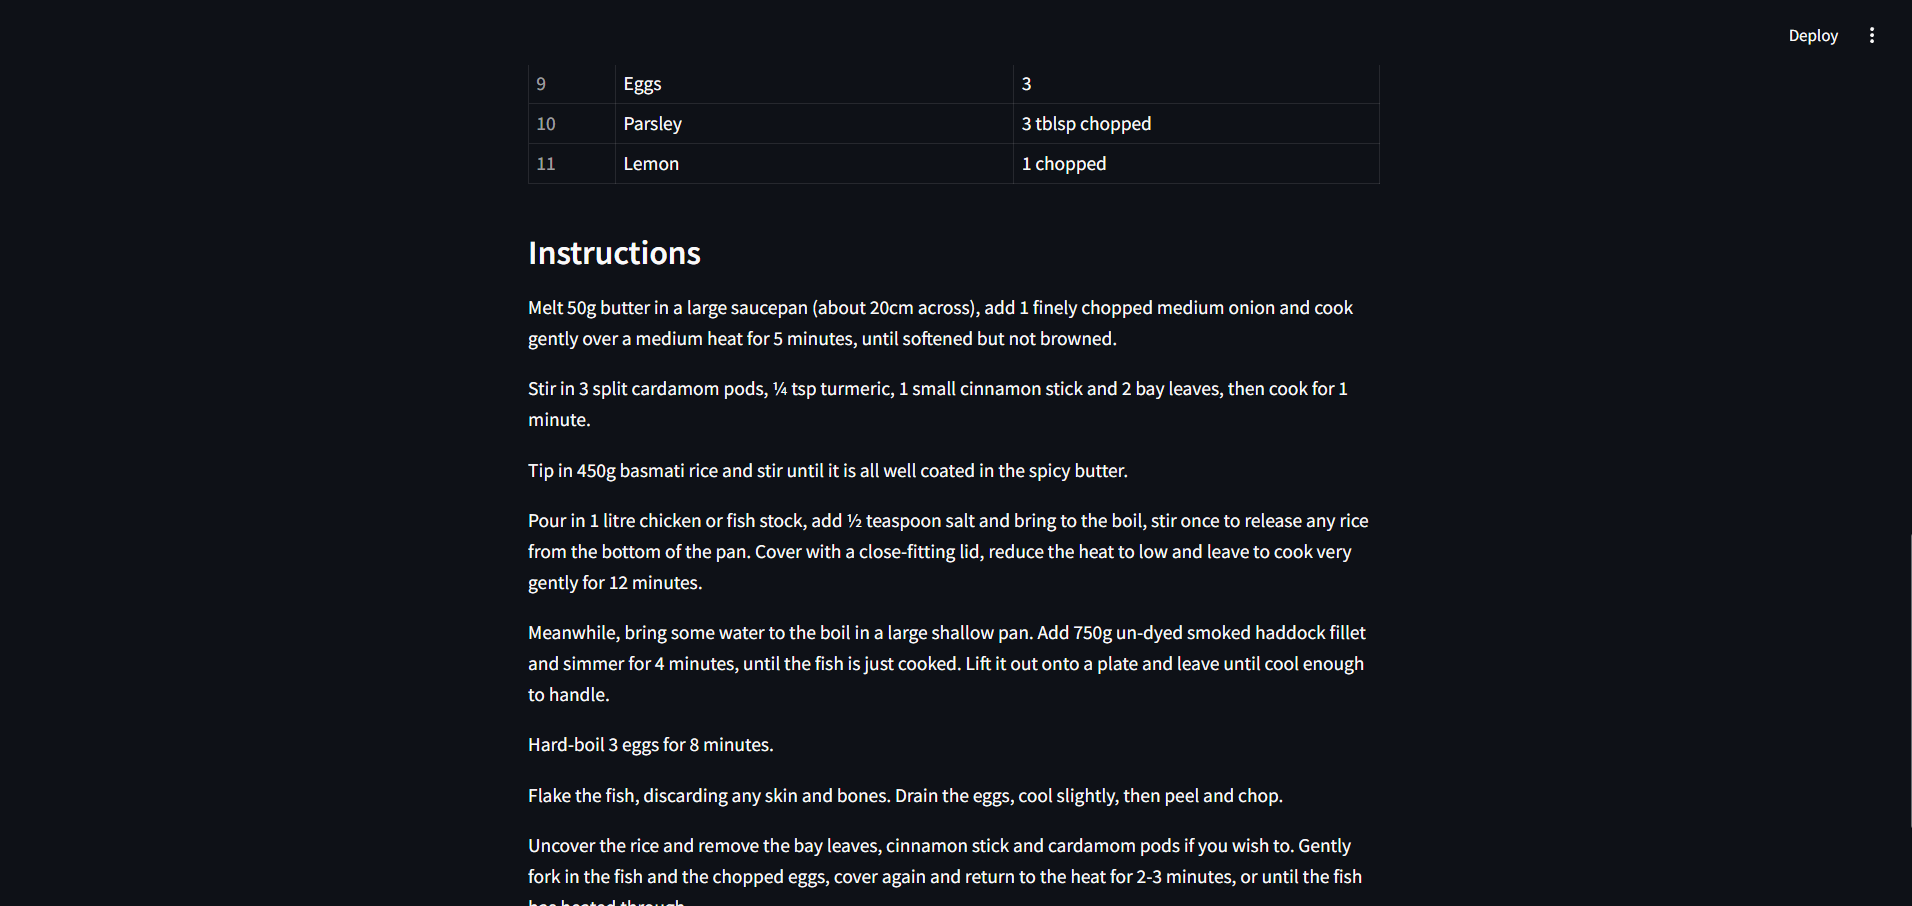 Deploy
9 Eggs 3
10 Parsley 3 tblsp chopped
11 Lemon 1 chopped
Instructions
Melt 50g butter in a large saucepan (about 20cm across), add 1 finely chopped medium onion and cook
gently over a medium heat for 5 minutes, until softened but not browned.
Stir in 3 split cardamom pods, ¼ tsp turmeric, 1 small cinnamon stick and 2 bay leaves, then cook for 1
minute.
Tip in 450g basmati rice and stir until it is all well coated in the spicy butter.
Pour in 1 litre chicken or fish stock, add ½ teaspoon salt and bring to the boil, stir once to release any rice
from the bottom of the pan. Cover with a close-fitting lid, reduce the heat to low and leave to cook very
gently for 12 minutes.
Meanwhile, bring some water to the boil in a large shallow pan. Add 750g un-dyed smoked haddock fillet
and simmer for 4 minutes, until the fish is just cooked. Lift it out onto a plate and leave until cool enough
to handle.
Hard-boil 3 eggs for 8 minutes.
Flake the fish, discarding any skin and bones. Drain the eggs, cool slightly, then peel and chop.
Uncover the rice and remove the bay leaves, cinnamon stick and cardamom pods if you wish to. Gently
fork in the fish and the chopped eggs, cover again and return to the heat for 2-3 minutes, or until the fish
has heated through.